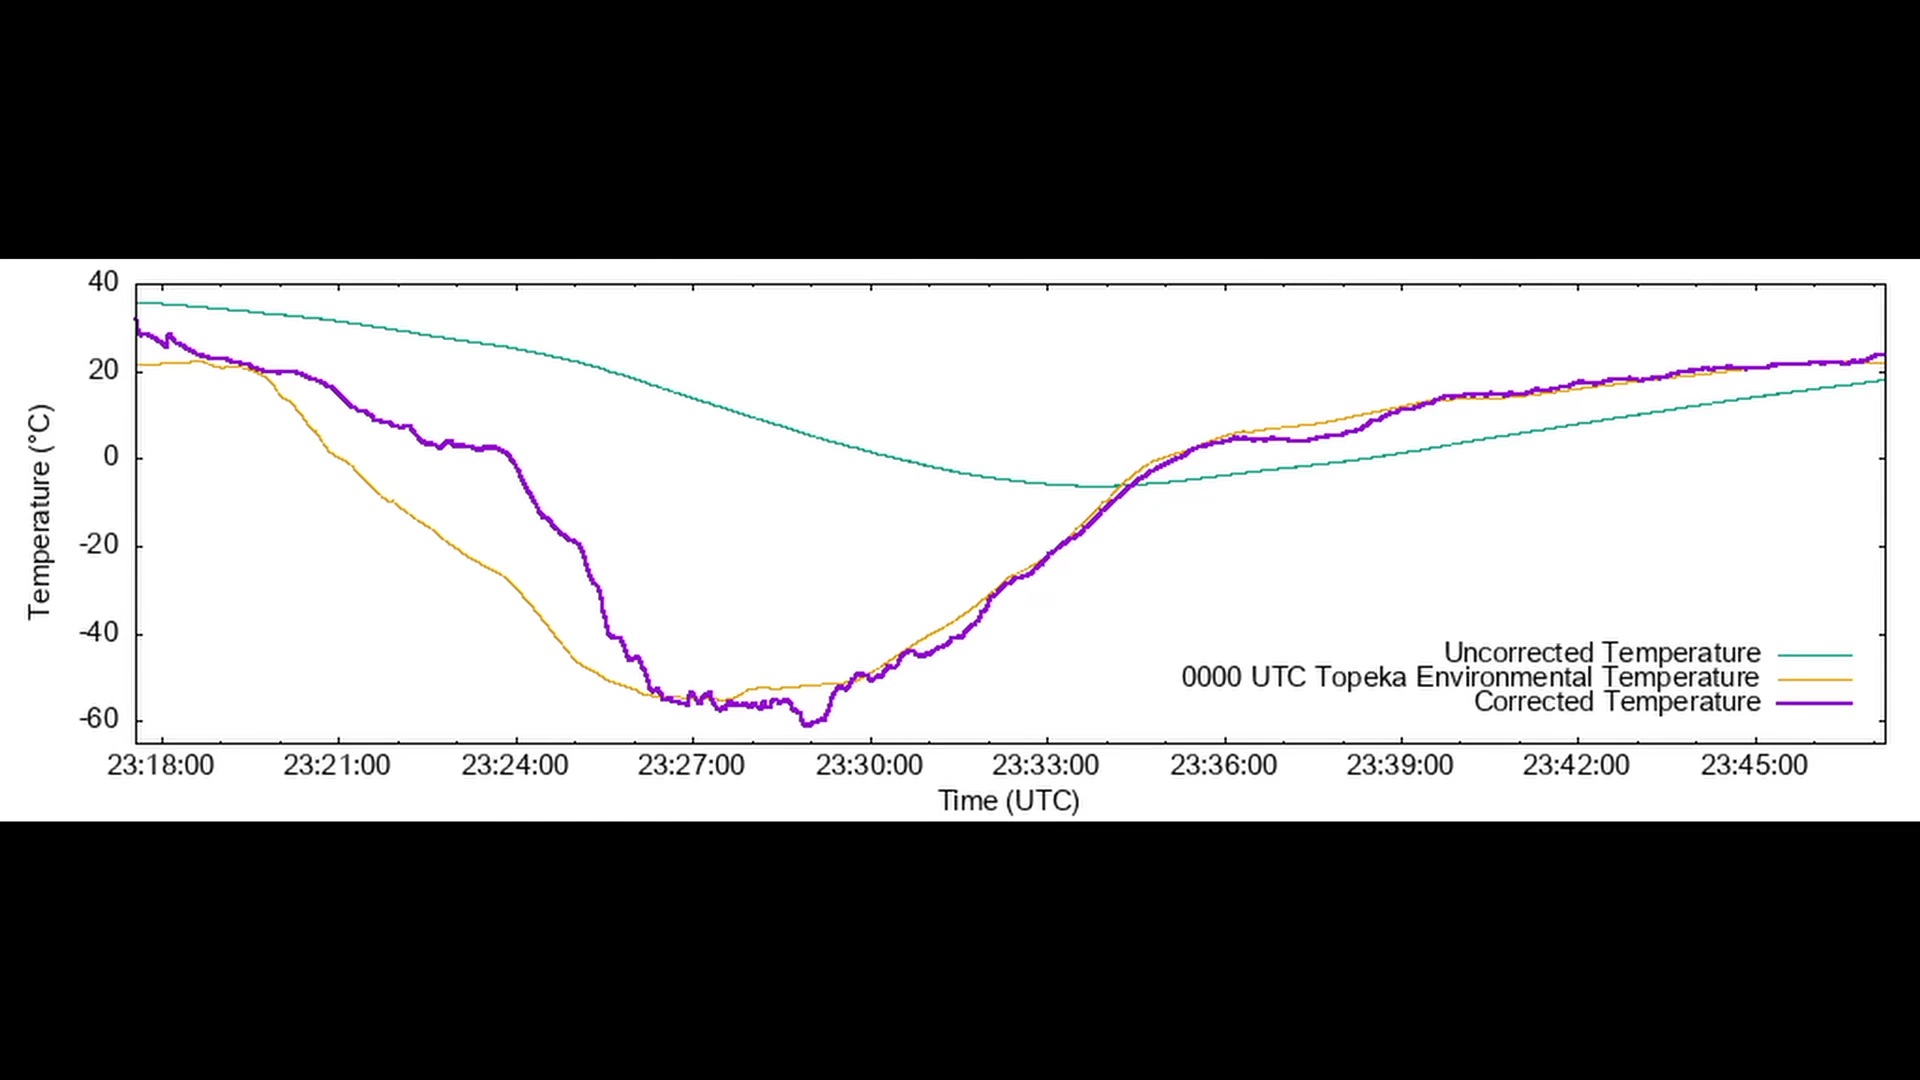 40
20
0
-20
-40
-60
Temperature (°C)
Uncorrected Temperature
0000 UTC Topeka Environmental Temperature
Corrected Temperature
23:18:00 23:21:00 23:24:00 23:27:00 23:30:00 23:33:00 23:36:00 23:39:00 23:42:00 23:45:00
Time (UTC)